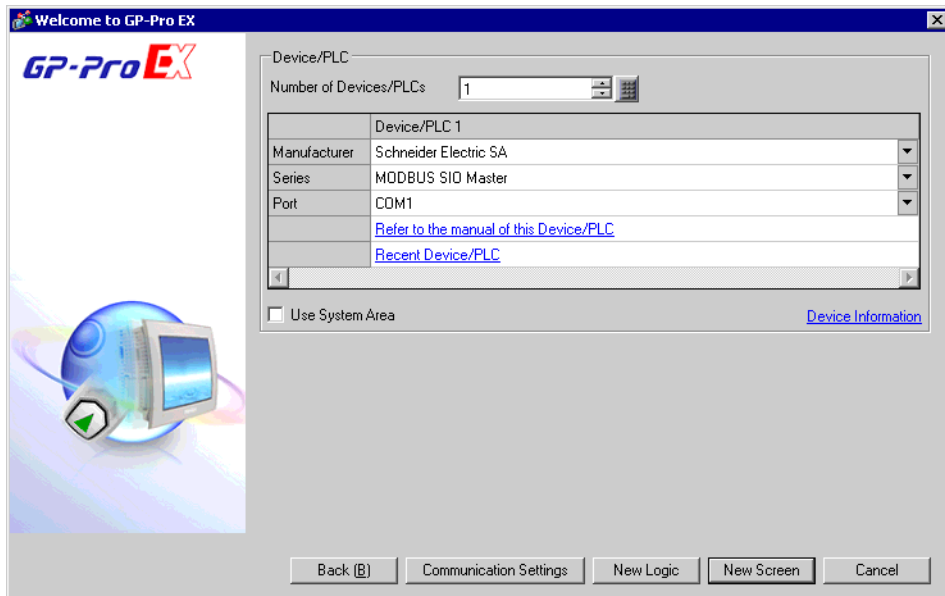 Welcome to GP-Pro EX
GP-Pro EX
Device/PLC
Number of Devices/PLCs 1
Device/PLC 1
Manufacturer Schneider Electric SA
Series MODBUS SIO Master
Port COM1
Refer to the manual of this Device/PLC
Recent Device/PLC
Use System Area Device Information
Back (B) Communication Settings New Logic New Screen Cancel